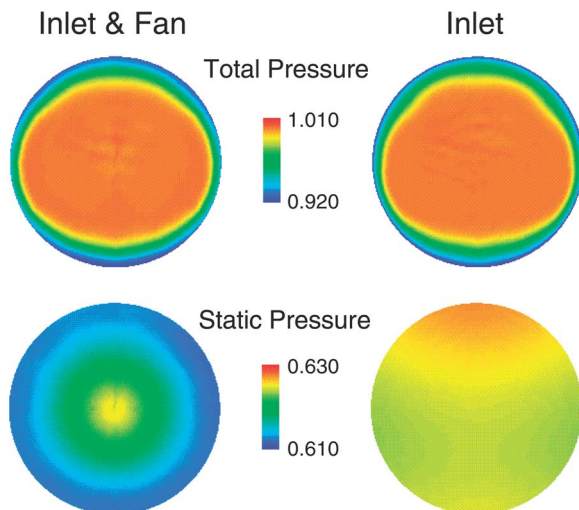 Inlet & Fan
Inlet
Total Pressure
1.010
0.920
Static Pressure
0.630
0.610